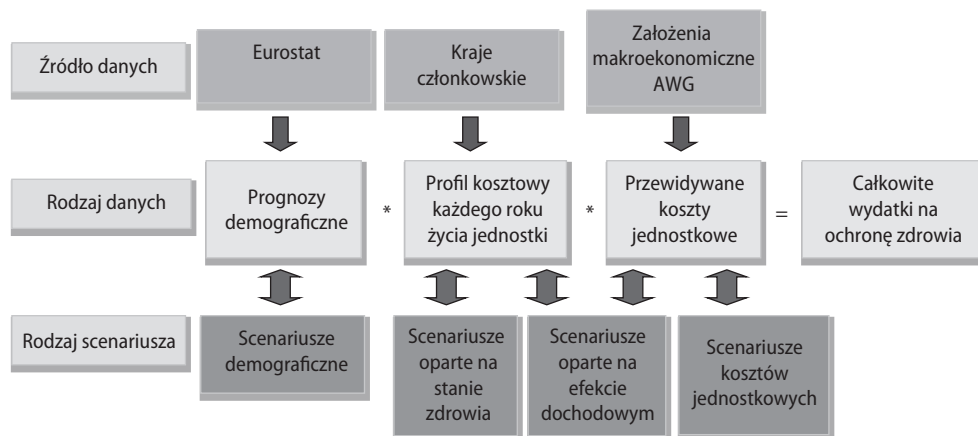 Źródło danych
Eurostat
Kraje
członkowskie
Założenia
makroekonomiczne
AWG
Rodzaj danych
Prognozy
demograficzne
*
Profil kosztowy
każdego roku
życia jednostki
*
Przewidywane
koszty
jednostkowe
=
Całkowite
wydatki na
ochronę zdrowia
Rodzaj scenariusza
Scenariusze
demograficzne
Scenariusze
oparte na
stanie
zdrowia
Scenariusze
oparte na
efekcie
dochodowym
Scenariusze
kosztów
jednostkowych